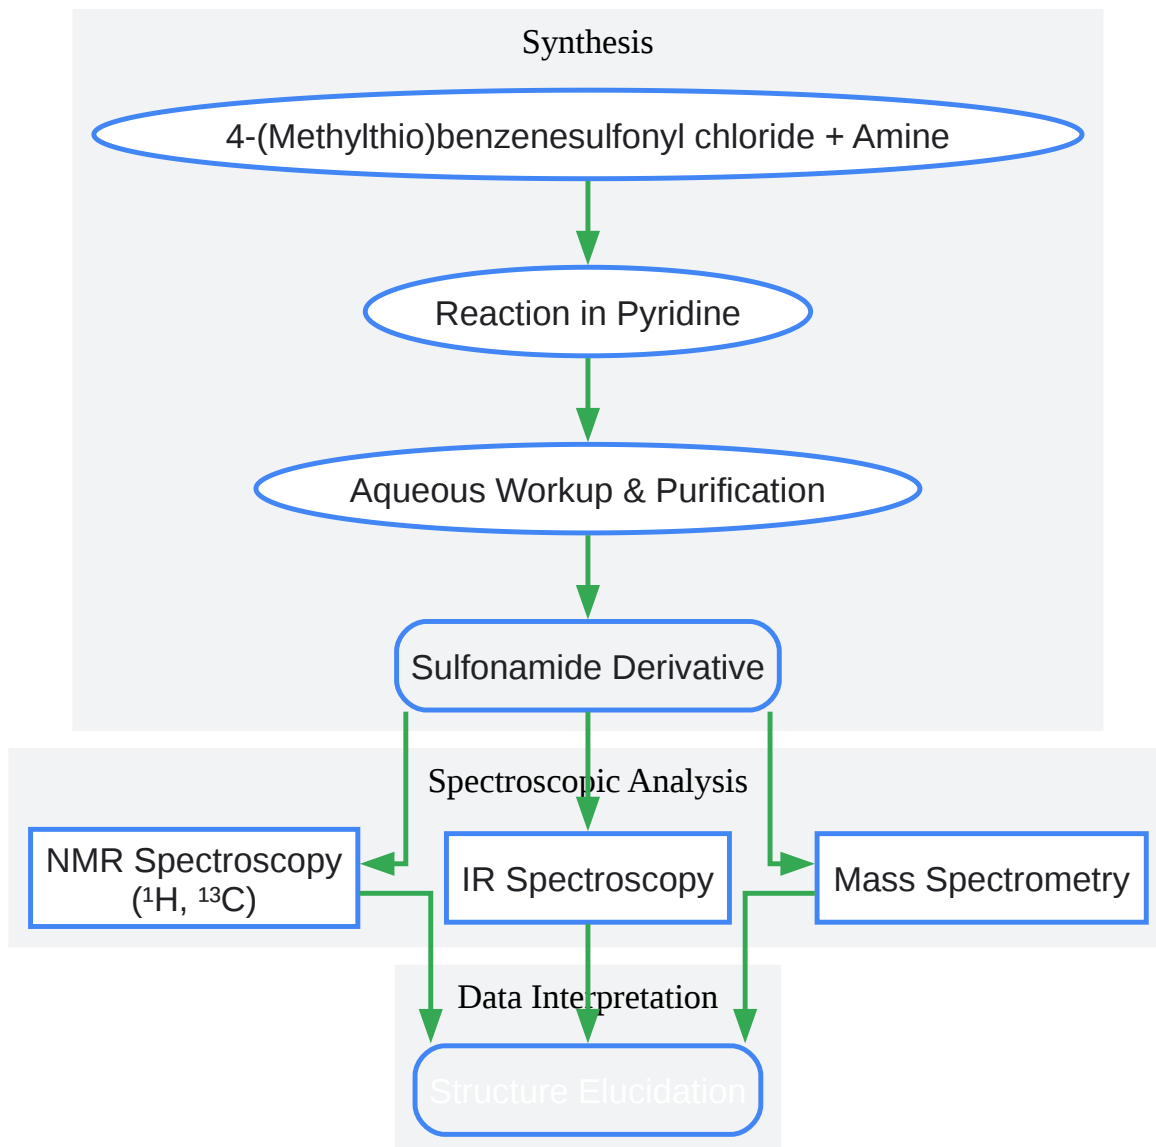 Synthesis
4-(Methylthio)benzenesulfonyl chloride + Amine
Reaction in Pyridine
Aqueous Workup & Purification
Sulfonamide Derivative
Spectroscopic Analysis
NMR Spectroscopy
(¹H, ¹³C)
IR Spectroscopy
Mass Spectrometry
Data Interpretation
Structure Elucidation